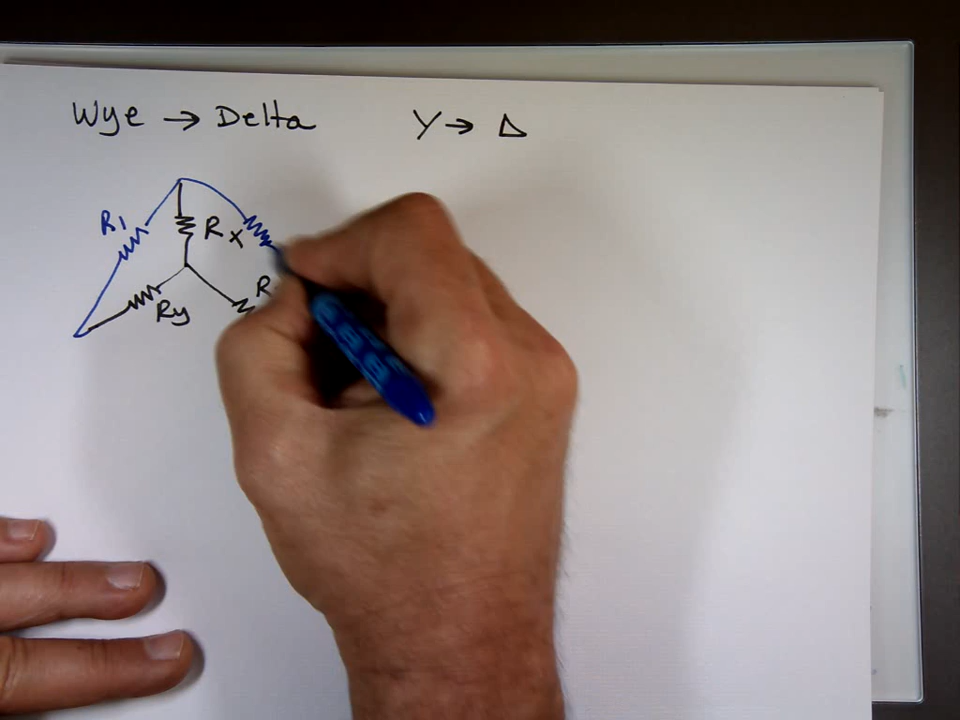 Wye → Delta Y → Δ
R1
Rx
R
Ry